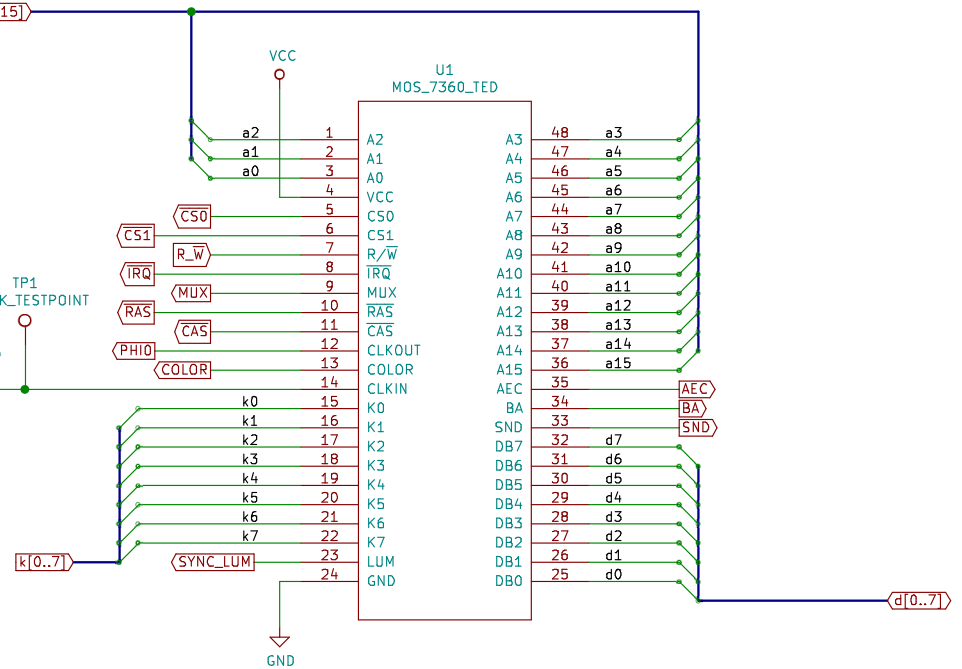 15]
VCC
U1
MOS_7360_TED
a2 1 A2 A3 48 a3
a1 2 A1 A4 47 a4
a0 3 A0 A5 46 a5
4 VCC A6 45 a6
CS0 5 CS0 A7 44 a7
CS1 6 CS1 A8 43 a8
R_W 7 R/W A9 42 a9
IRQ 8 IRQ A10 41 a10
MUX 9 MUX A11 40 a11
RAS 10 RAS A12 39 a12
CAS 11 CAS A13 38 a13
PHI0 12 CLKOUT A14 37 a14
COLOR 13 COLOR A15 36 a15
14 CLKIN AEC 35 AEC
k0 15 K0 BA 34 BA
k1 16 K1 SND 33 SND
k2 17 K2 DB7 32 d7
k3 18 K3 DB6 31 d6
k4 19 K4 DB5 30 d5
k5 20 K5 DB4 29 d4
k6 21 K6 DB3 28 d3
k7 22 K7 DB2 27 d2
SYNC_LUM 23 LUM DB1 26 d1
24 GND DB0 25 d0
TP1
K_TESTPOINT
k[0..7]
d[0..7]
GND